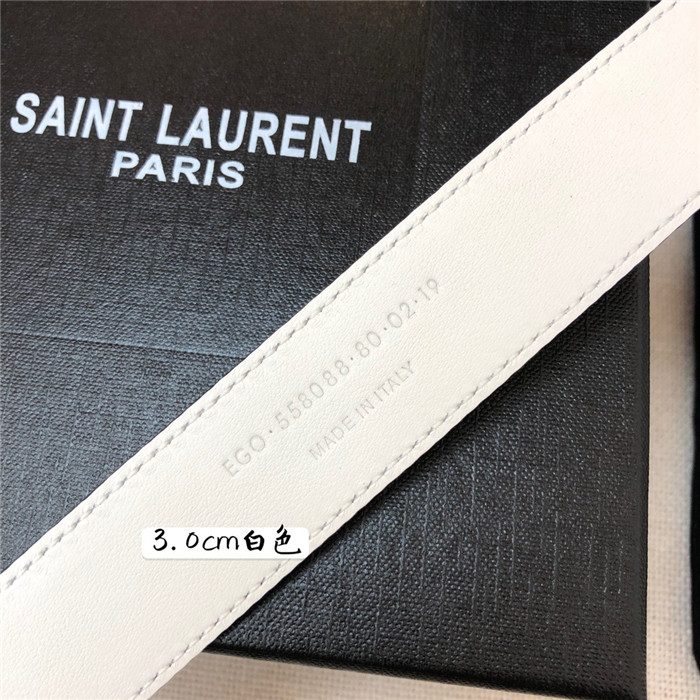 SAINT LAURENT
PARIS
EGO·558088·80·02·19
MADE IN ITALY
3.0cm白色